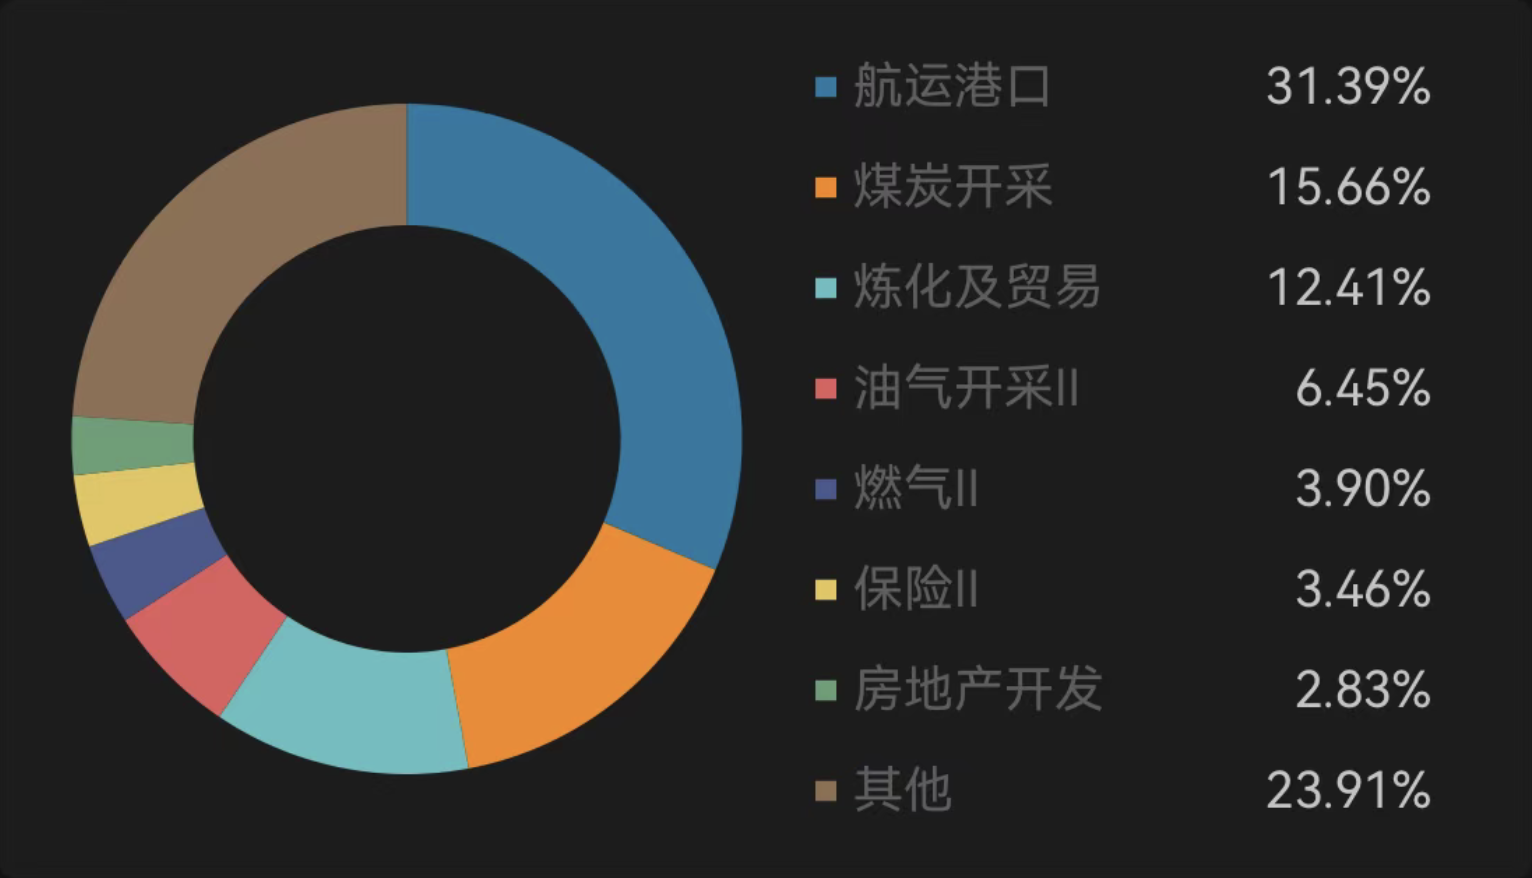 航运港口 31.39%
煤炭开采 15.66%
炼化及贸易 12.41%
油气开采II 6.45%
燃气II 3.90%
保险II 3.46%
房地产开发 2.83%
其他 23.91%